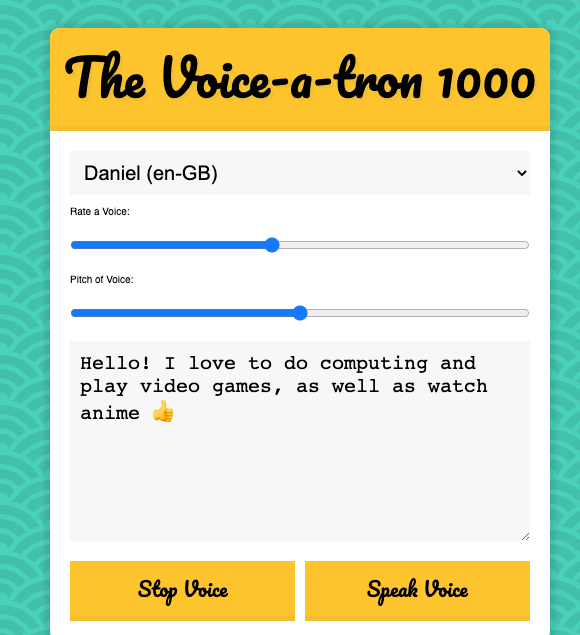 The Voice-a-tron 1000
Daniel (en-GB)
Rate a Voice:
Pitch of Voice:
Hello! I love to do computing and
play video games, as well as watch
anime 👍
Stop Voice
Speak Voice